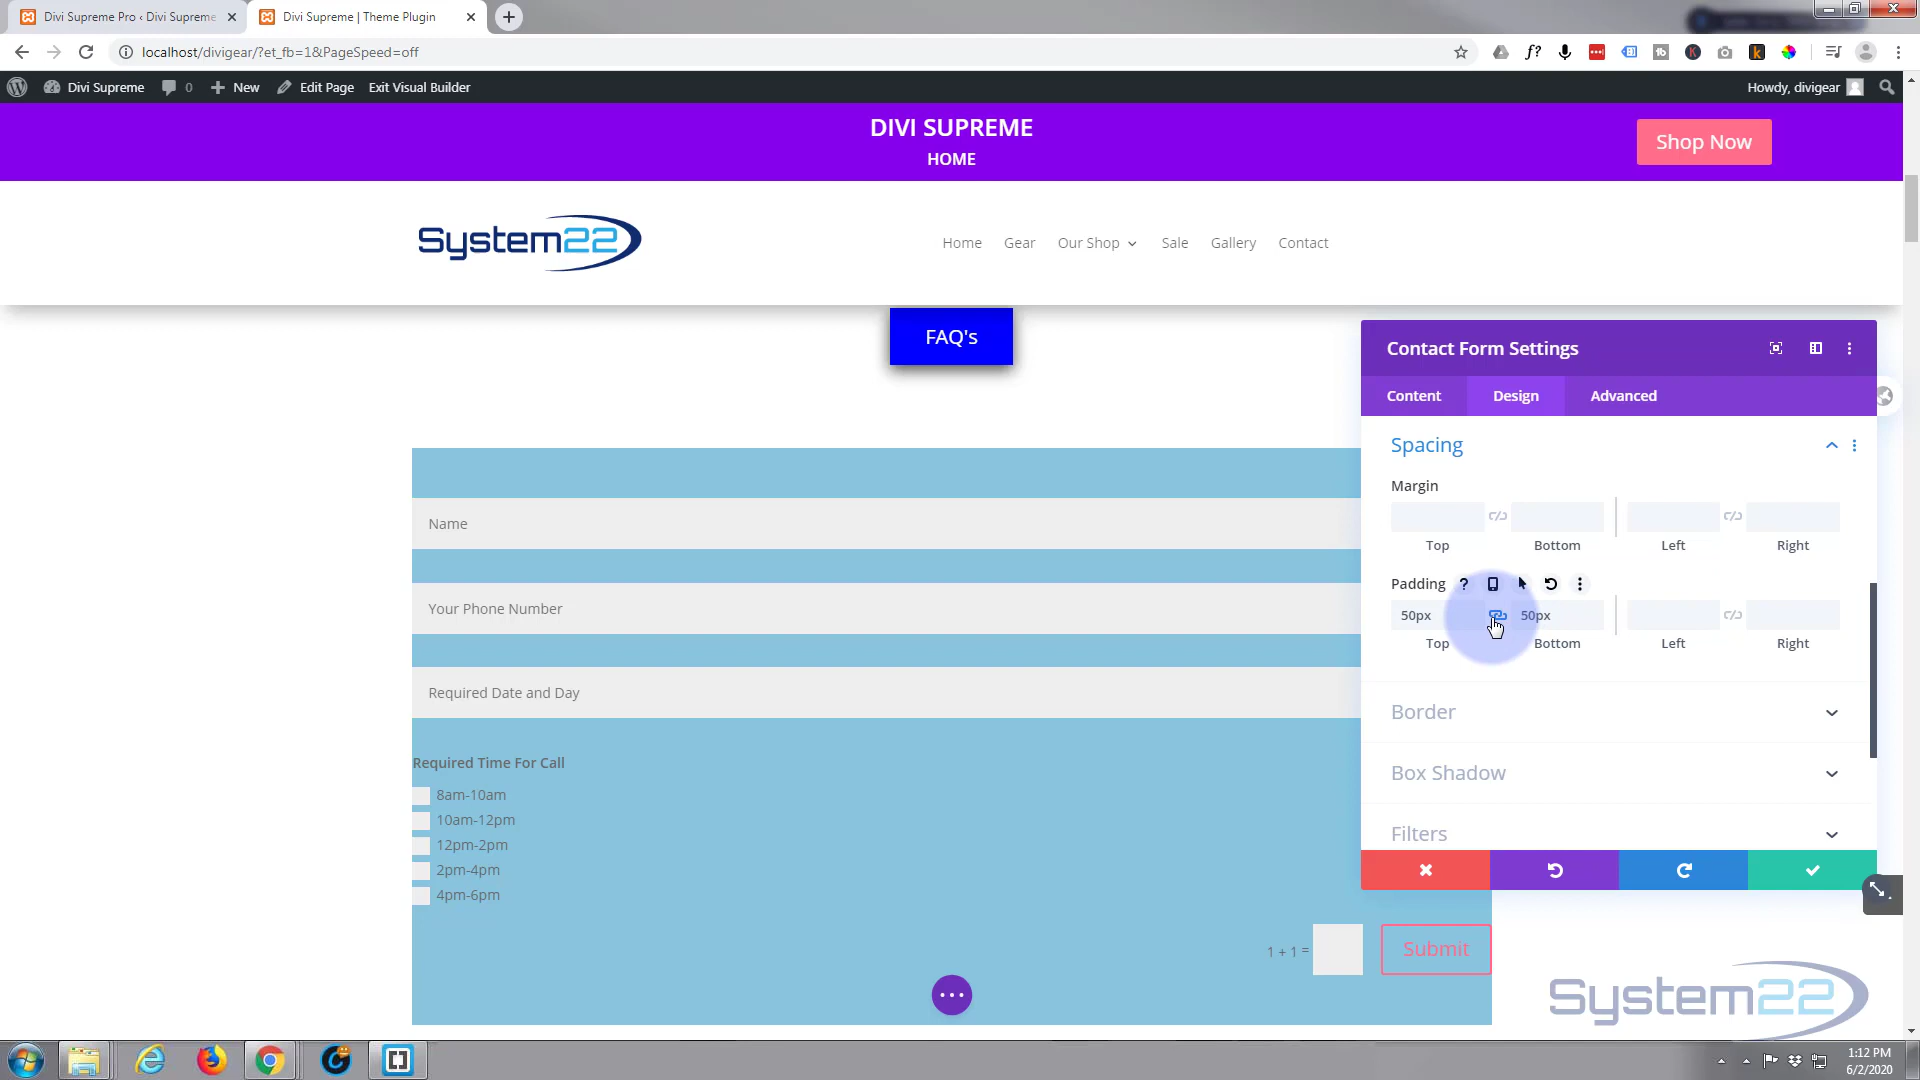 Divi Supreme Pro ‹ Divi Supreme
Divi Supreme | Theme Plugin
localhost/divigear/?et_fb=1&PageSpeed=off
Divi Supreme 0 New Edit Page Exit Visual Builder Howdy, divigear
DIVI SUPREME
HOME
Shop Now
System22
Home Gear Our Shop Sale Gallery Contact
FAQ's
Contact Form Settings
Content Design Advanced
Spacing
Margin
Top Bottom Left Right
Padding ?
50px 50px
Top Bottom Left Right
Border
Box Shadow
Filters
Name
Your Phone Number
Required Date and Day
Required Time For Call
8am-10am
10am-12pm
12pm-2pm
2pm-4pm
4pm-6pm
1 + 1 =
Submit
System22
1:12 PM
6/2/2020